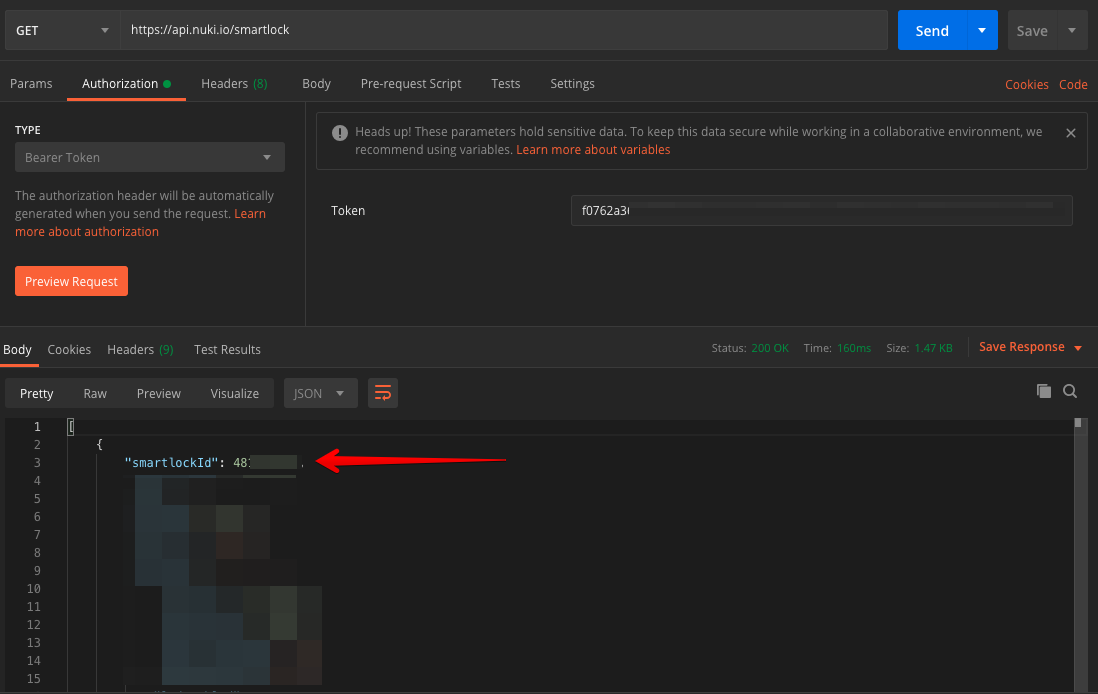 GET https://api.nuki.io/smartlock Send Save
Params Authorization Headers (8) Body Pre-request Script Tests Settings Cookies Code
TYPE
Bearer Token
The authorization header will be automatically
generated when you send the request. Learn
more about authorization
Preview Request
Heads up! These parameters hold sensitive data. To keep this data secure while working in a collaborative environment, we
recommend using variables. Learn more about variables
Token f0762a3
Body Cookies Headers (9) Test Results Status: 200 OK Time: 160ms Size: 1.47 KB Save Response
Pretty Raw Preview Visualize JSON
1 [
2 {
3 "smartlockId": 481
4
5
6
7
8
9
10
11
12
13
14
15